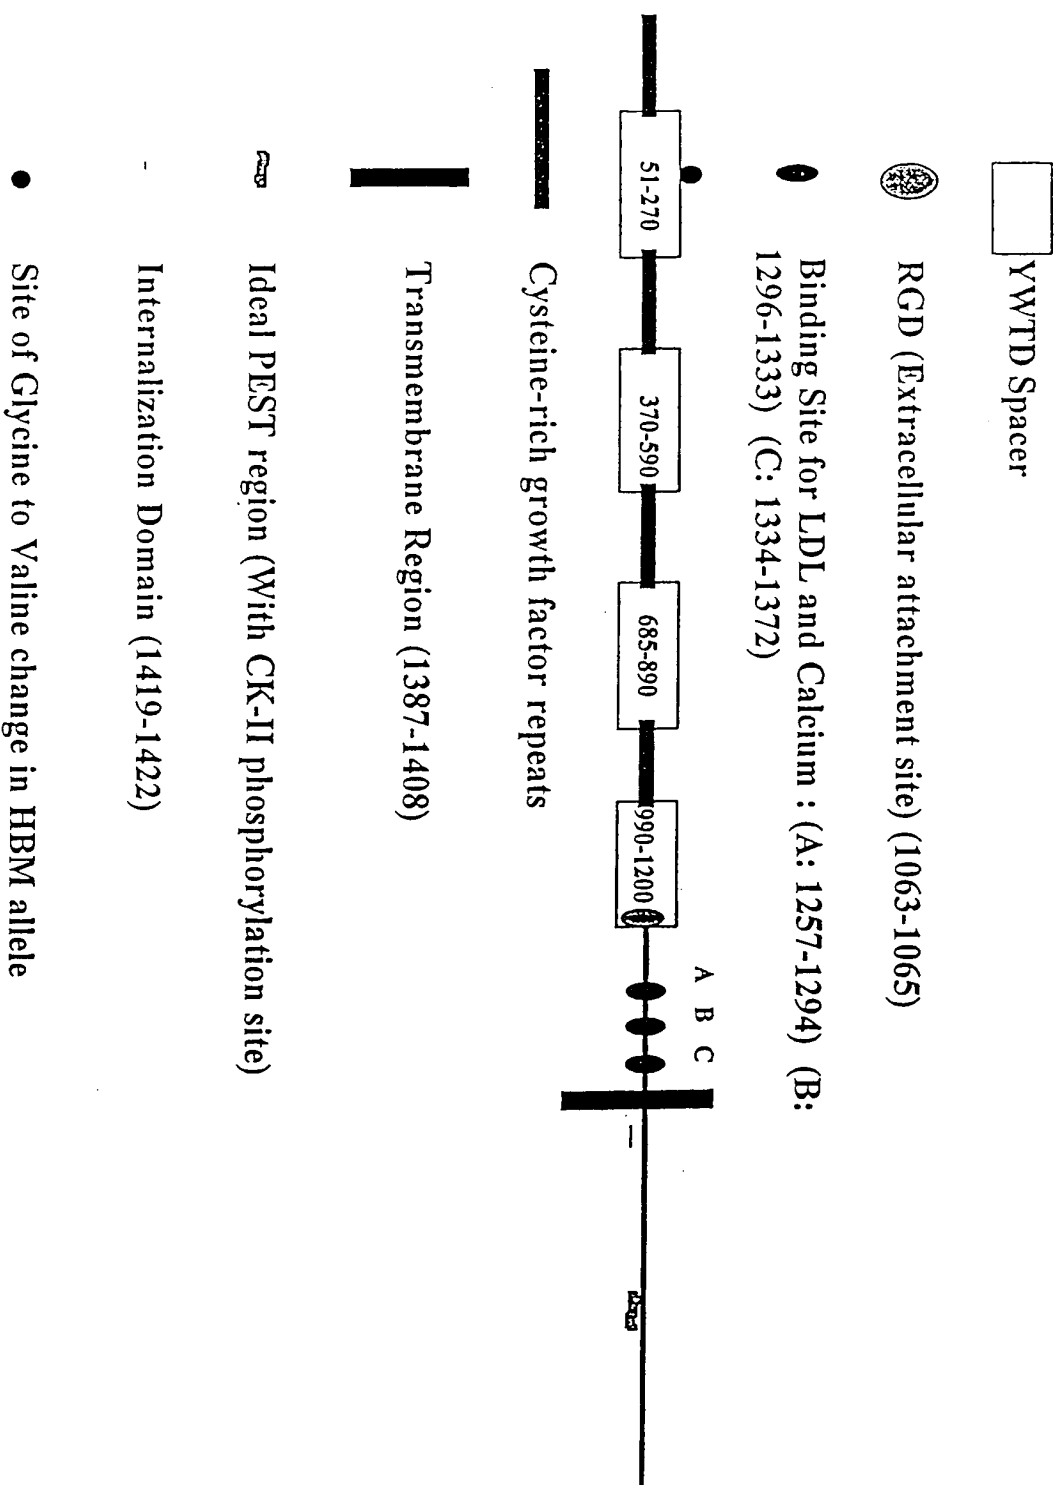 YWTD Spacer
RGD (Extracellular attachment site) (1063-1065)
Binding Site for LDL and Calcium : (A: 1257-1294) (B:
1296-1333) (C: 1334-1372)
A B C
51-270 370-590 685-890 990-1200
Cysteine-rich growth factor repeats
Transmembrane Region (1387-1408)
Ideal PEST region (With CK-II phosphorylation site)
Internalization Domain (1419-1422)
Site of Glycine to Valine change in HBM allele